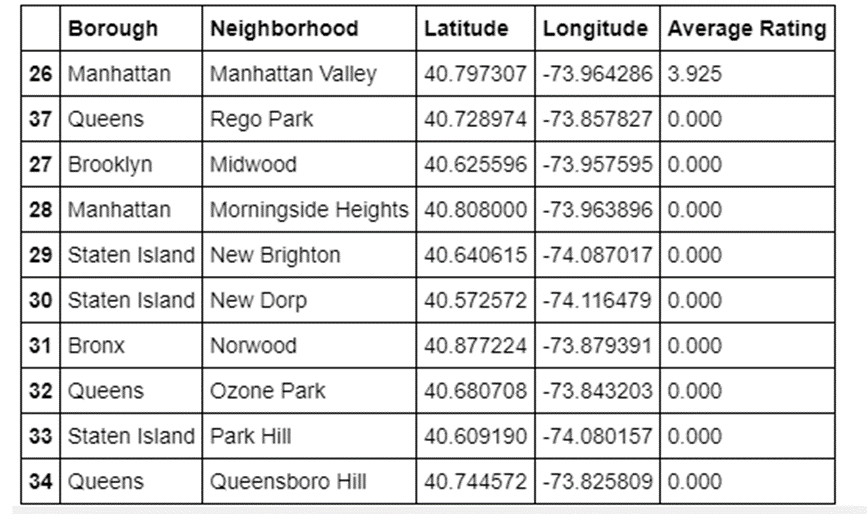 Borough Neighborhood Latitude Longitude Average Rating
26 Manhattan Manhattan Valley 40.797307 -73.964286 3.925
37 Queens Rego Park 40.728974 -73.857827 0.000
27 Brooklyn Midwood 40.625596 -73.957595 0.000
28 Manhattan Morningside Heights 40.808000 -73.963896 0.000
29 Staten Island New Brighton 40.640615 -74.087017 0.000
30 Staten Island New Dorp 40.572572 -74.116479 0.000
31 Bronx Norwood 40.877224 -73.879391 0.000
32 Queens Ozone Park 40.680708 -73.843203 0.000
33 Staten Island Park Hill 40.609190 -74.080157 0.000
34 Queens Queensboro Hill 40.744572 -73.825809 0.000